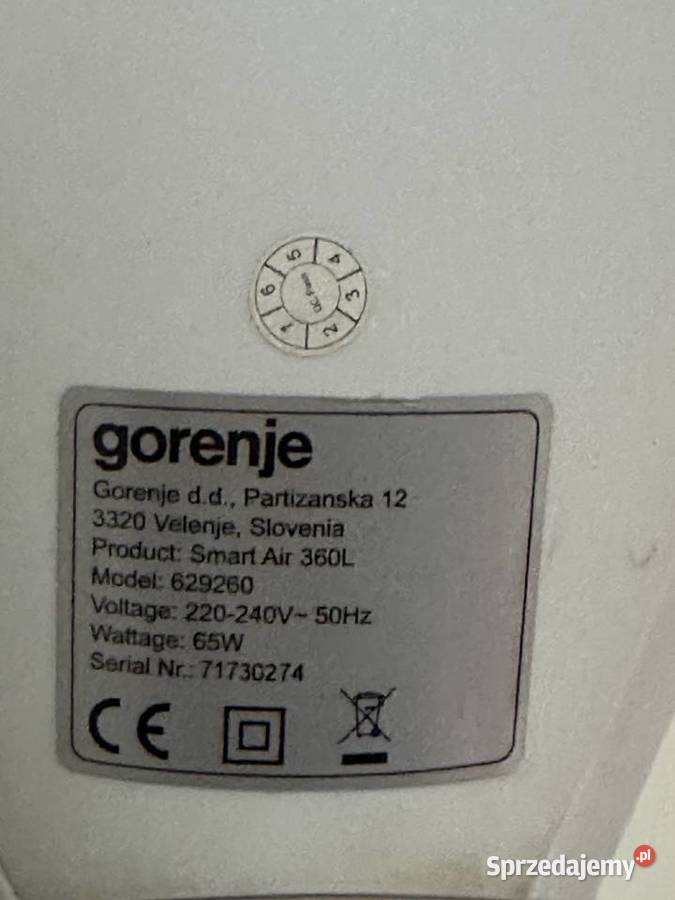 5 4
6 3
1 2
gorenje
Gorenje d.d., Partizanska 12
3320 Velenje, Slovenia
Product: Smart Air 360L
Model: 629260
Voltage: 220-240V~ 50Hz
Wattage: 65W
Serial Nr.: 71730274
CE
Sprzedajemy.pl